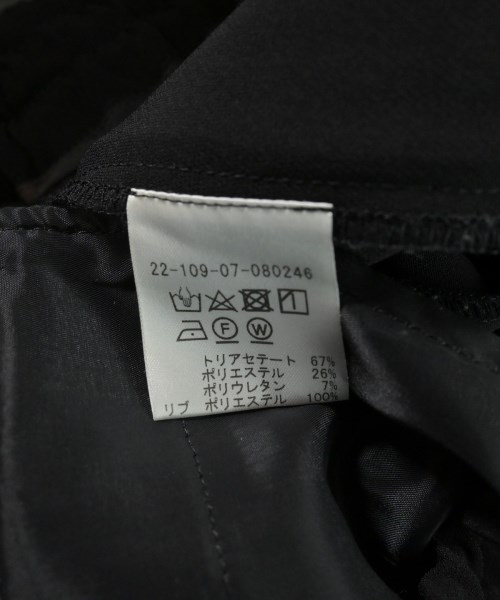 22-109-07-080246
F W
トリアセテート 67%
ポリエステル 26%
ポリウレタン 7%
リブ ポリエステル 100%